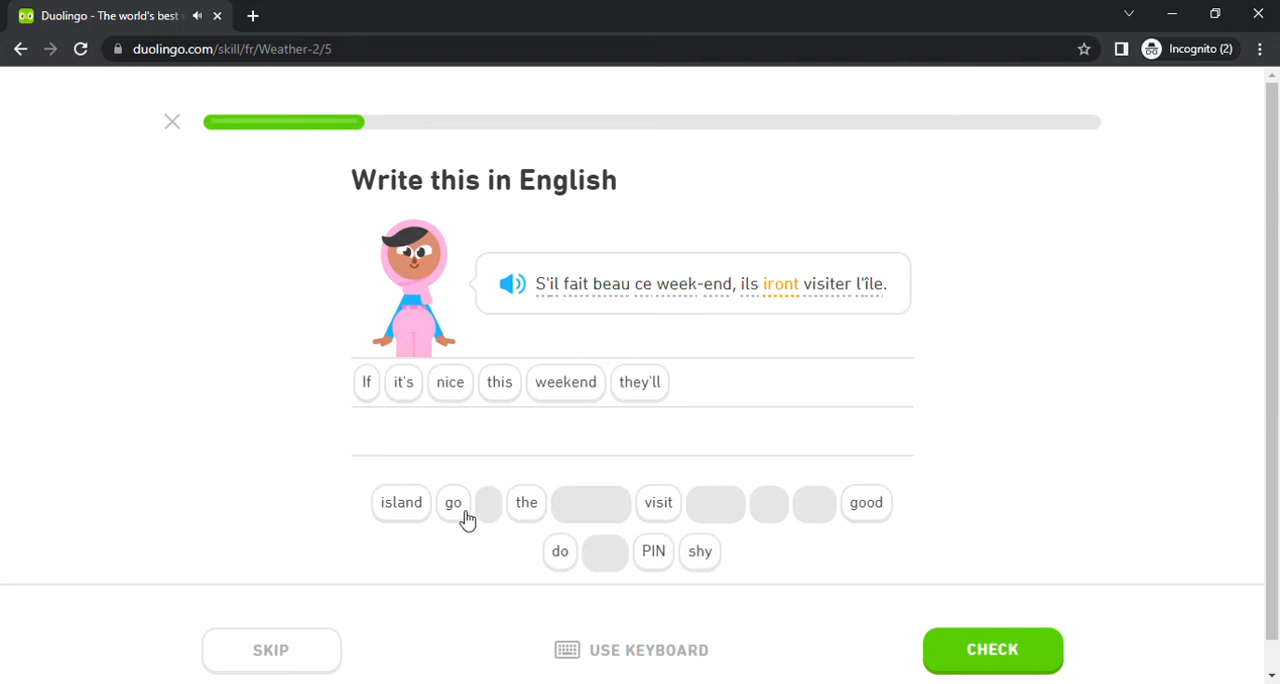 Duolingo - The world's best
duolingo.com/skill/fr/Weather-2/5
Incognito (2)
Write this in English
S'il fait beau ce week-end, ils iront visiter l'île.
If it's nice this weekend they'll
island go the visit good
do PIN shy
SKIP USE KEYBOARD CHECK